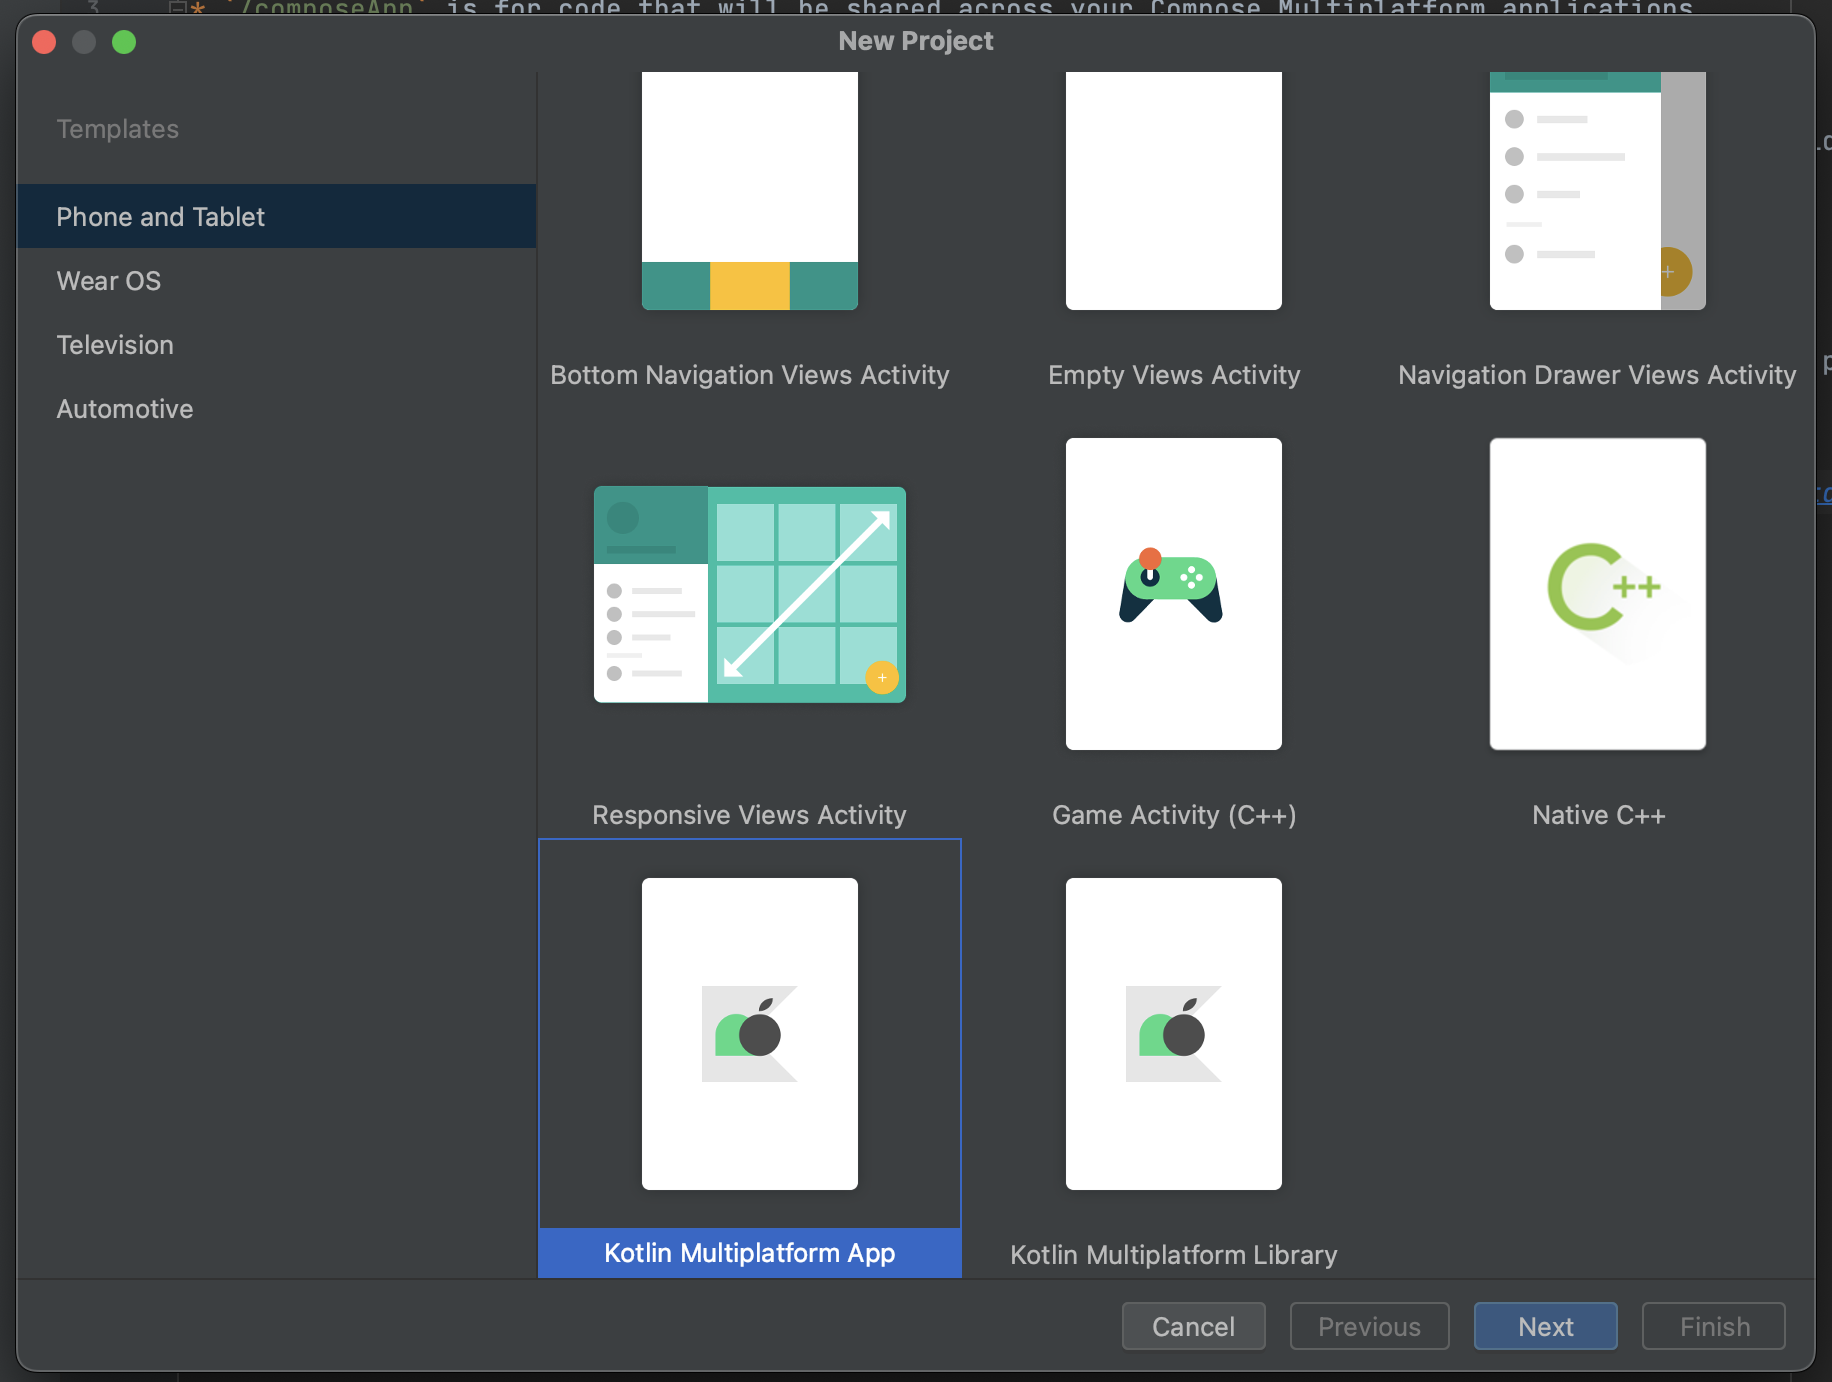 3 * `/composeApp` is for code that will be shared across your Compose Multiplatform applications
New Project
Templates
Phone and Tablet
Wear OS
Television
Automotive
Bottom Navigation Views Activity
Empty Views Activity
Navigation Drawer Views Activity
C++
Responsive Views Activity
Game Activity (C++)
Native C++
Kotlin Multiplatform App
Kotlin Multiplatform Library
Cancel
Previous
Next
Finish